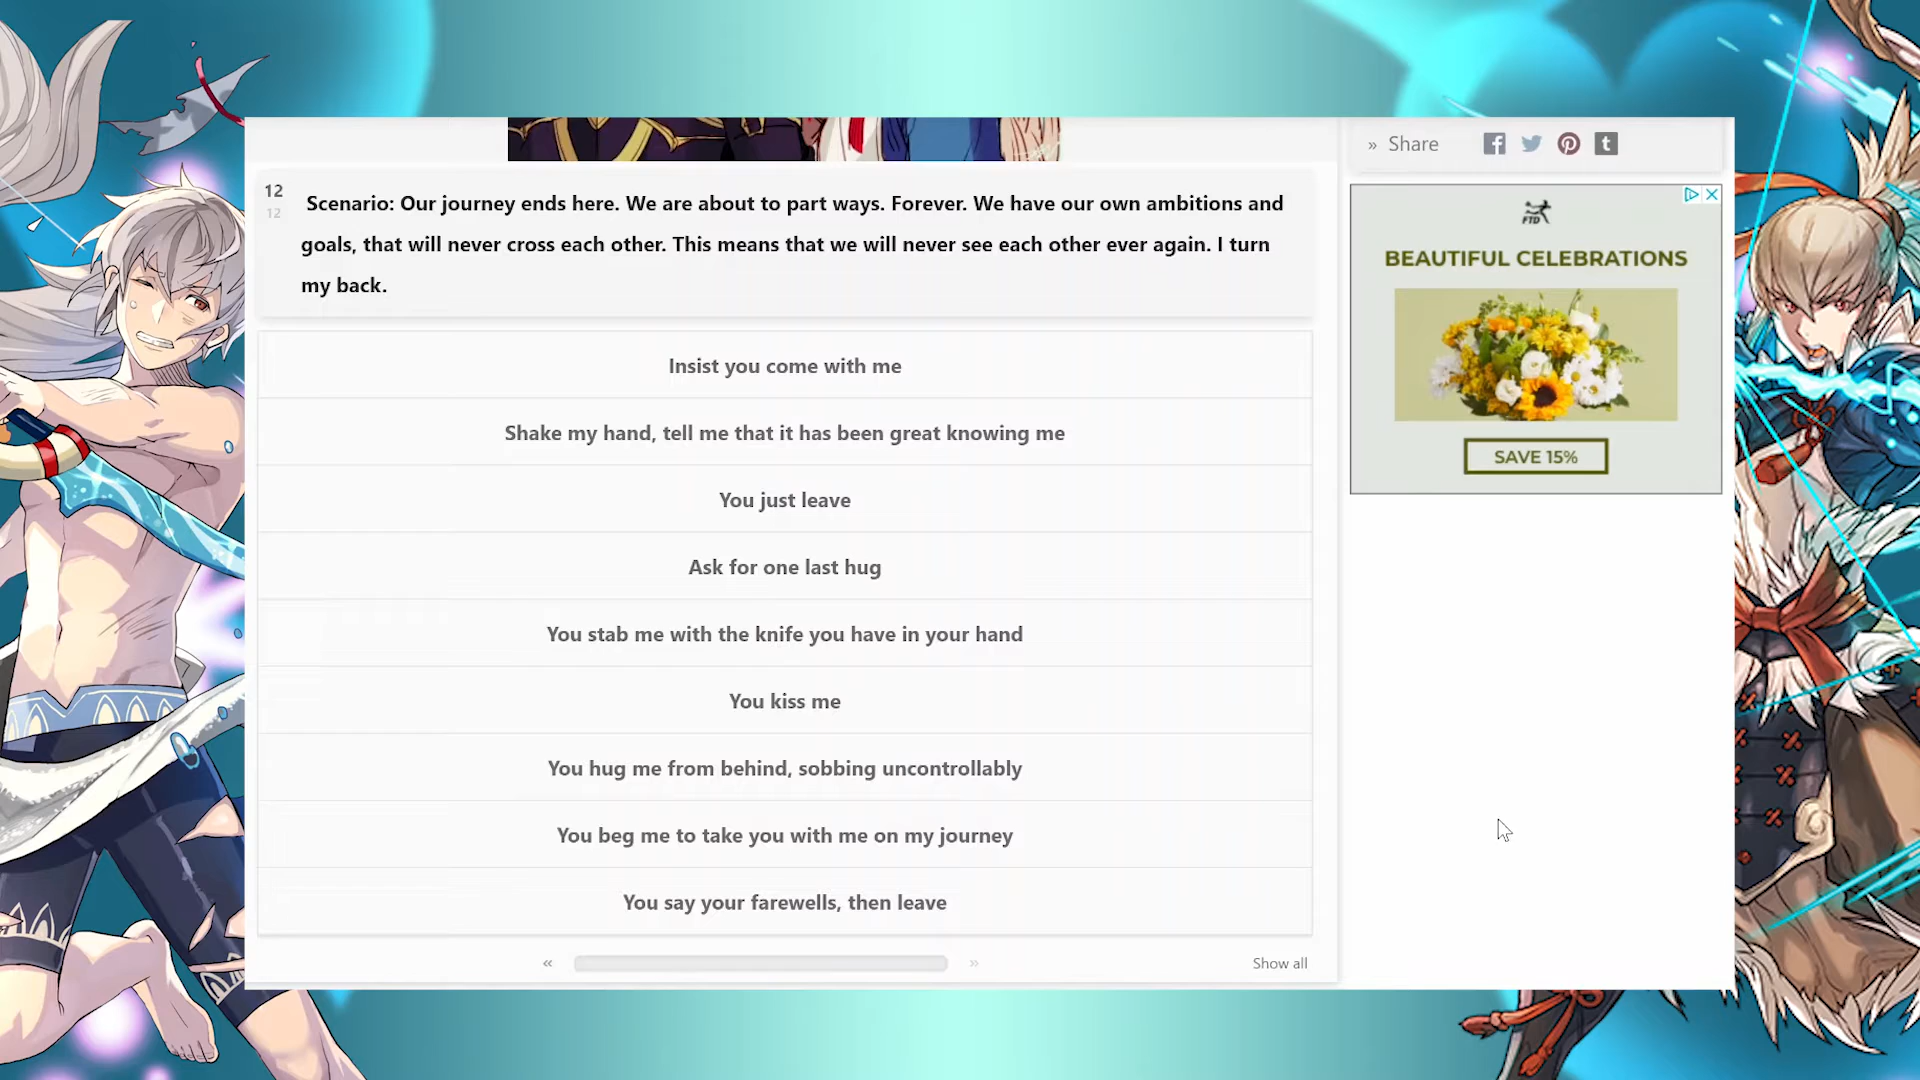 » Share
12
12
Scenario: Our journey ends here. We are about to part ways. Forever. We have our own ambitions and
goals, that will never cross each other. This means that we will never see each other ever again. I turn
my back.
Insist you come with me
Shake my hand, tell me that it has been great knowing me
You just leave
Ask for one last hug
You stab me with the knife you have in your hand
You kiss me
You hug me from behind, sobbing uncontrollably
You beg me to take you with me on my journey
You say your farewells, then leave
« »
Show all
FTD
BEAUTIFUL CELEBRATIONS
SAVE 15%